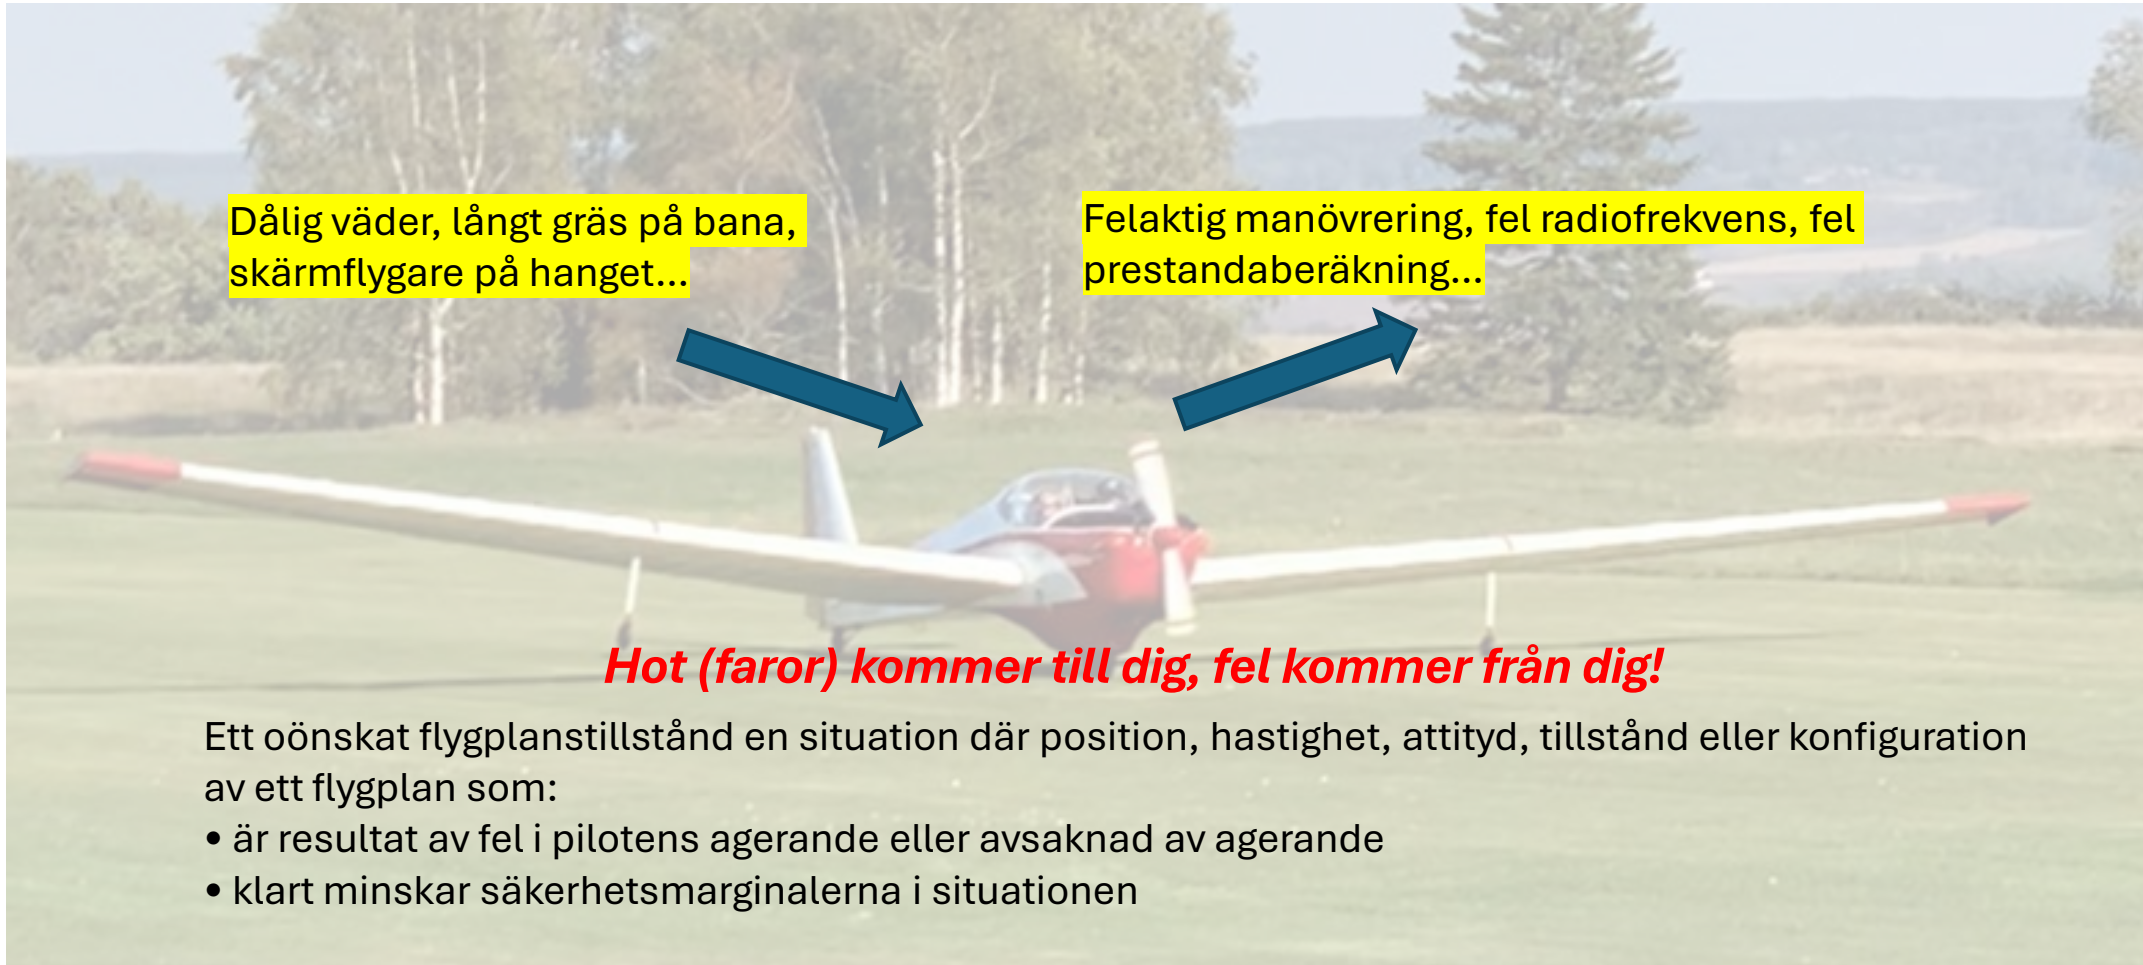 Dålig väder, långt gräs på bana,
skärmflygare på hanget...
Felaktig manövrering, fel radiofrekvens, fel
prestandaberäkning...
Hot (faror) kommer till dig, fel kommer från dig!
Ett oönskat flygplanstillstånd en situation där position, hastighet, attityd, tillstånd eller konfiguration
av ett flygplan som:
• är resultat av fel i pilotens agerande eller avsaknad av agerande
• klart minskar säkerhetsmarginalerna i situationen